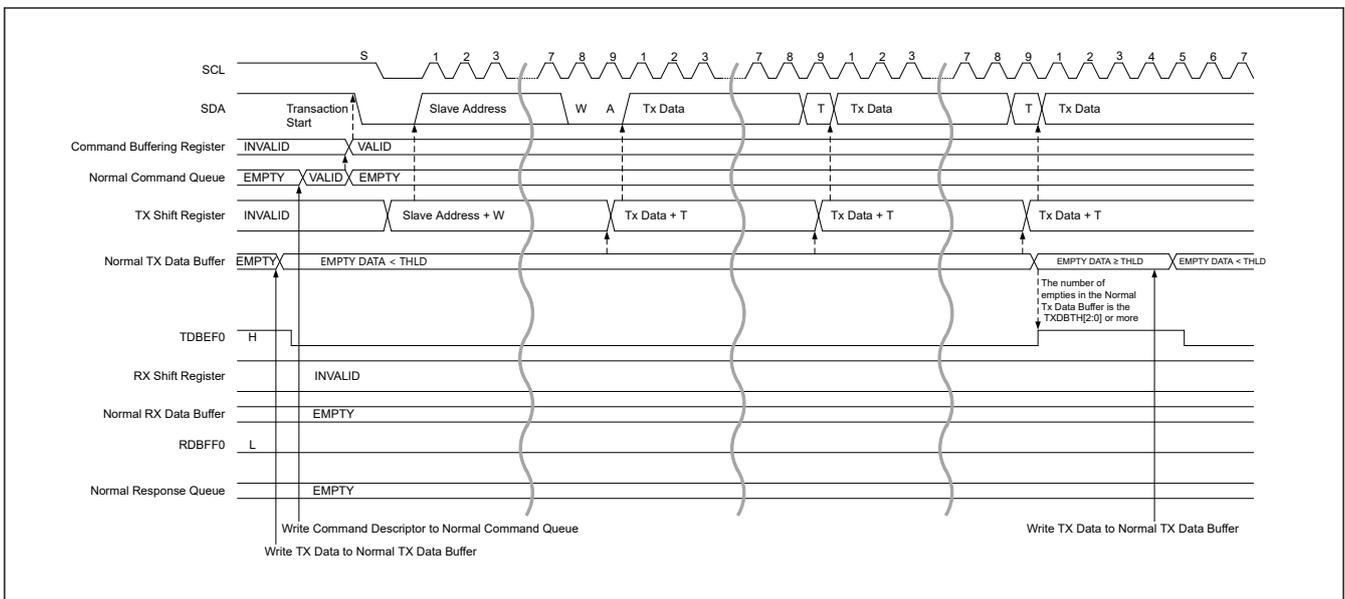 S 1 2 3 7 8 9 1 2 3 7 8 9 1 2 3 7 8 9 1 2 3 4 5 6 7
SCL
SDA Transaction Start Slave Address W A Tx Data T Tx Data T Tx Data
Command Buffering Register INVALID VALID
Normal Command Queue EMPTY VALID EMPTY
TX Shift Register INVALID Slave Address + W Tx Data + T Tx Data + T Tx Data + T
Normal TX Data Buffer EMPTY EMPTY DATA < THLD EMPTY DATA ≥ THLD EMPTY DATA < THLD
The number of
empties in the Normal
Tx Data Buffer is the
TXDBTH[2:0] or more
TDBEF0 H
RX Shift Register INVALID
Normal RX Data Buffer EMPTY
RDBFF0 L
Normal Response Queue EMPTY
Write Command Descriptor to Normal Command Queue Write TX Data to Normal TX Data Buffer
Write TX Data to Normal TX Data Buffer